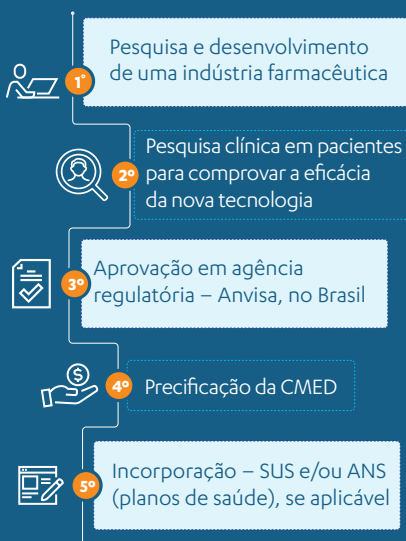 1º
Pesquisa e desenvolvimento
de uma indústria farmacêutica
2º
Pesquisa clínica em pacientes
para comprovar a eficácia
da nova tecnologia
3º
Aprovação em agência
regulatória – Anvisa, no Brasil
$
4º
Precificação da CMED
5º
Incorporação – SUS e/ou ANS
(planos de saúde), se aplicável